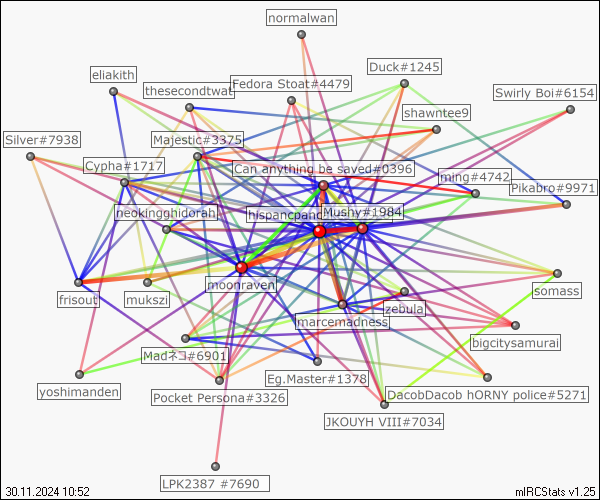 normalwan
Duck#1245
eliakith
thesecondtwat
Fedora Stoat#4479
Swirly Boi#6154
shawntee9
Silver#7938
Majestic#3375
Cypha#1717
Can anything be saved#0396
ming#4742
Pikabro#9971
neokingghidorah
hispancpand
Mushy#1984
moonraven
frisout
mukszi
zebula
somass
marcemadness
bigcitysamurai
Madネコ#6901
yoshimanden
Eg.Master#1378
Pocket Persona#3326
DacobDacob hORNY police#5271
JKOUYH VIII#7034
LPK2387 #7690
30.11.2024 10:52
mIRCStats v1.25